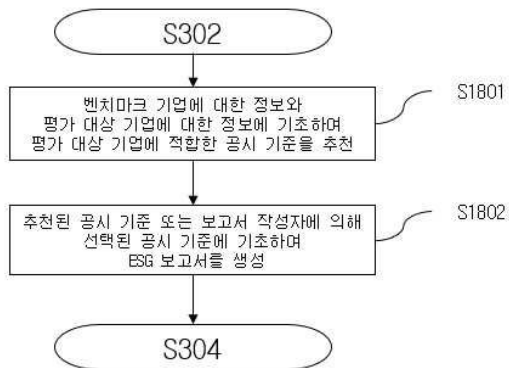 S302
벤치마크 기업에 대한 정보와
평가 대상 기업에 대한 정보에 기초하여
평가 대상 기업에 적합한 공시 기준을 추천
S1801
추천된 공시 기준 또는 보고서 작성자에 의해
선택된 공시 기준에 기초하여
ESG 보고서를 생성
S1802
S304